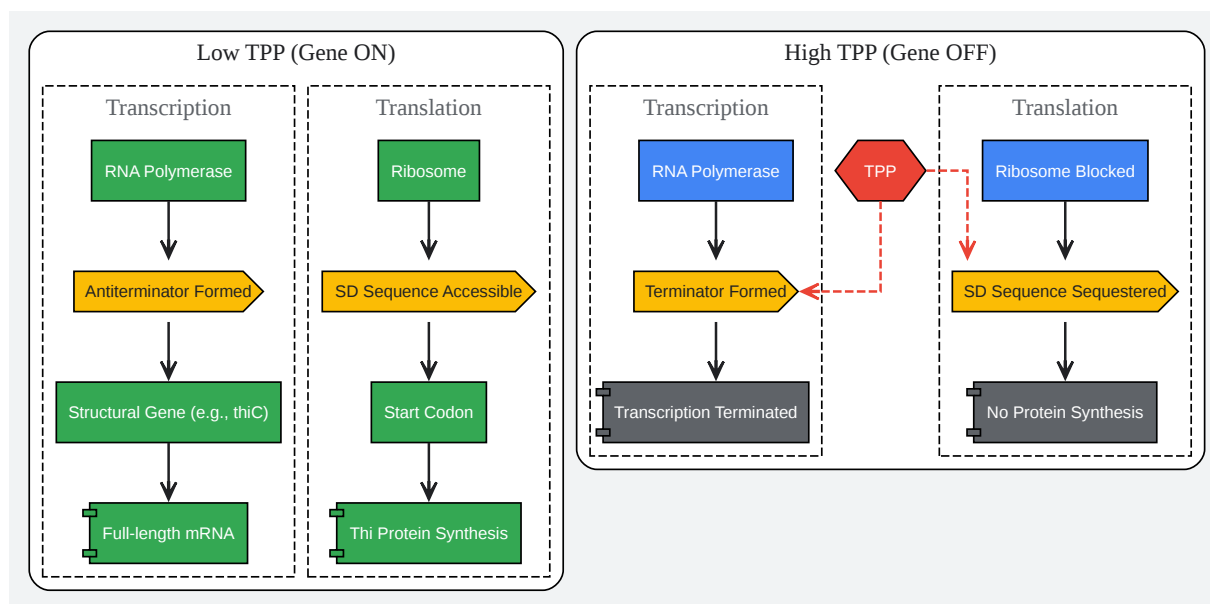 Low TPP (Gene ON)
Transcription
RNA Polymerase
Antiterminator Formed
Structural Gene (e.g., thiC)
Full-length mRNA
Translation
Ribosome
SD Sequence Accessible
Start Codon
Thi Protein Synthesis
High TPP (Gene OFF)
Transcription
RNA Polymerase
Terminator Formed
Transcription Terminated
TPP
Translation
Ribosome Blocked
SD Sequence Sequestered
No Protein Synthesis